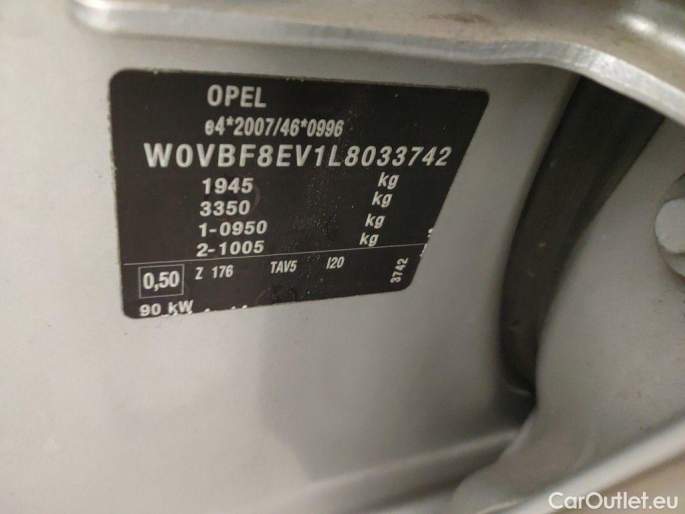 OPEL
e4*2007/46*0996
W0VBF8EV1L8033742
1945 kg
3350 kg
1-0950 kg
2-1005 kg
0,50 Z 176 TAV5 I20 3742
90 kW
CarOutlet.eu